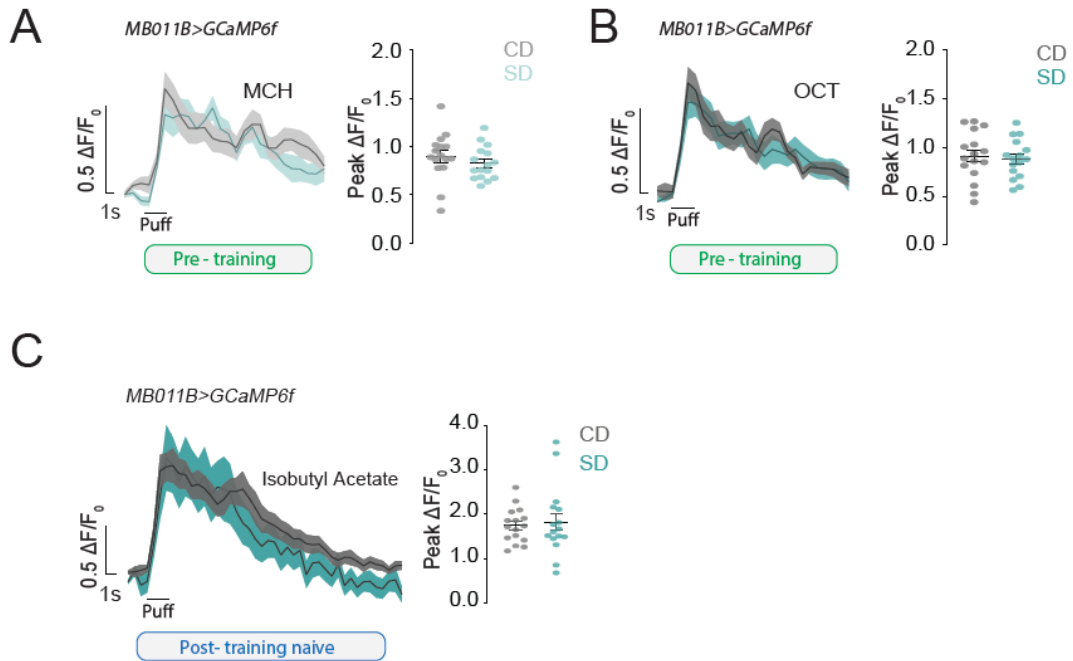 A
MB011B>GCaMP6f
MCH
0.5 ΔF/F0
1s
Puff
Pre - training
Peak ΔF/F0
2.0
1.5
1.0
0.5
0.0
CD
SD
B
MB011B>GCaMP6f
OCT
0.5 ΔF/F0
1s
Puff
Pre - training
Peak ΔF/F0
2.0
1.5
1.0
0.5
0.0
CD
SD
C
MB011B>GCaMP6f
Isobutyl Acetate
0.5 ΔF/F0
1s
Puff
Post- training naive
Peak ΔF/F0
4.0
3.0
2.0
1.0
0.0
CD
SD